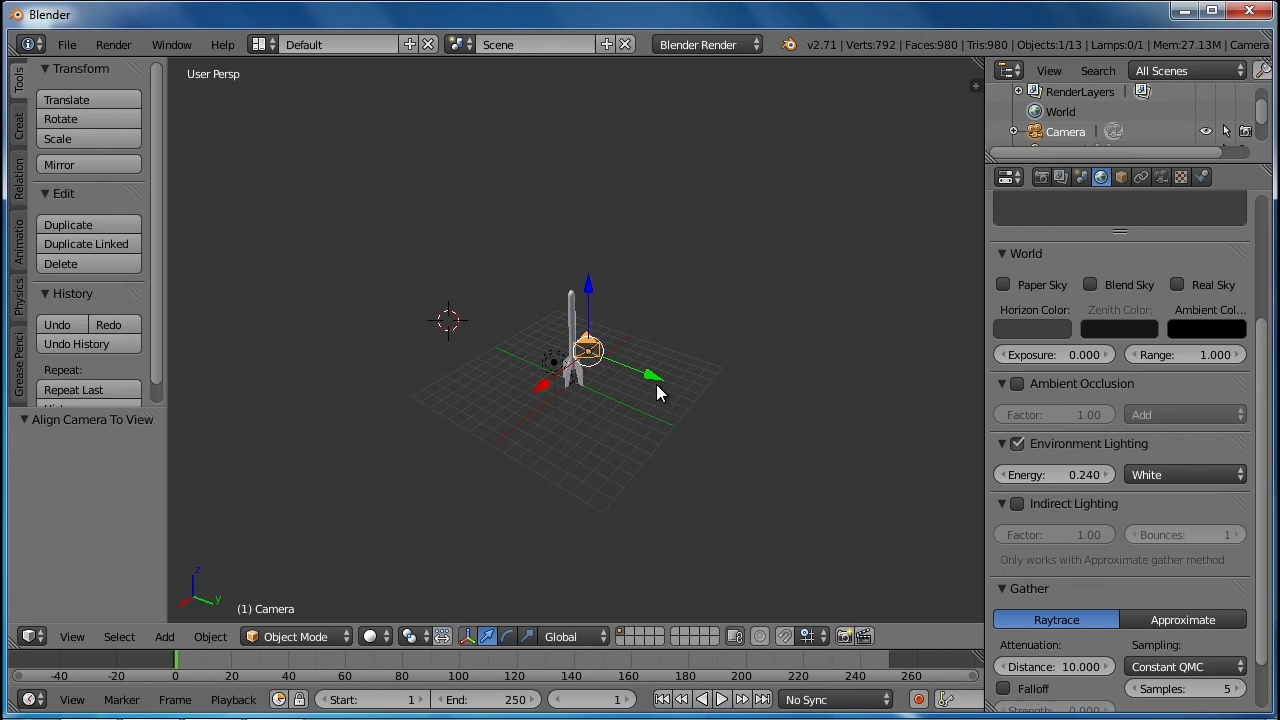 Blender
File Render Window Help Default Scene Blender Render v2.71 | Verts:792 | Faces:980 | Tris:980 | Objects:1/13 | Lamps:0/1 | Mem:27.13M | Camera
Tools
Creat
Relation
Animatio
Physics
Grease Penci
Transform
Translate
Rotate
Scale
Mirror
Edit
Duplicate
Duplicate Linked
Delete
History
Undo Redo
Undo History
Repeat:
Repeat Last
Align Camera To View
User Persp
z
y
(1) Camera
View Select Add Object Object Mode Global
-40 -20 0 20 40 60 80 100 120 140 160 180 200 220 240 260
View Marker Frame Playback Start: 1 End: 250 1 No Sync
View Search All Scenes
RenderLayers
World
Camera
World
Paper Sky Blend Sky Real Sky
Horizon Color: Zenith Color: Ambient Col...
Exposure: 0.000 Range: 1.000
Ambient Occlusion
Factor: 1.00 Add
Environment Lighting
Energy: 0.240 White
Indirect Lighting
Factor: 1.00 Bounces: 1
Only works with Approximate gather method
Gather
Raytrace Approximate
Attenuation: Sampling:
Distance: 10.000 Constant QMC
Falloff Samples: 5